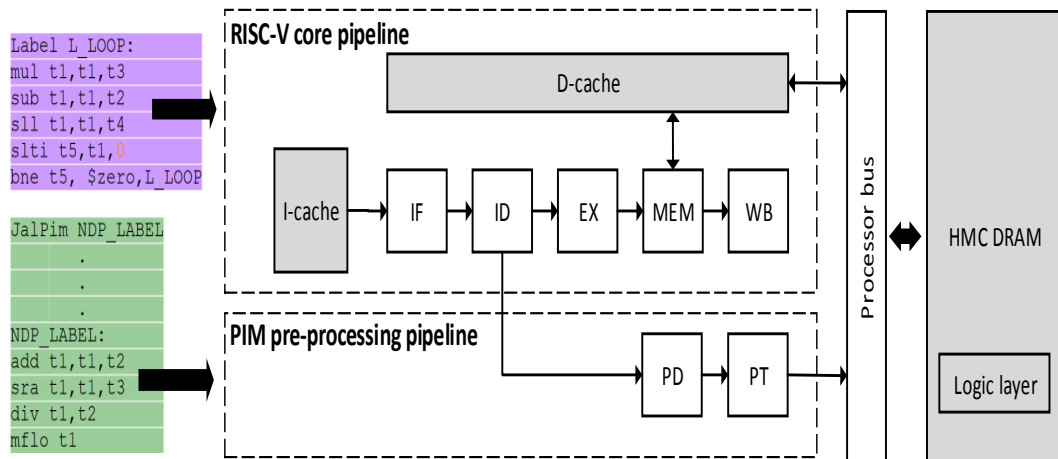 Label L_LOOP:
mul t1,t1,t3
sub t1,t1,t2
sll t1,t1,t4
slti t5,t1,0
bne t5, $zero,L_LOOP
JalPim NDP_LABEL
.
.
.
NDP_LABEL:
add t1,t1,t2
sra t1,t1,t3
div t1,t2
mflo t1
RISC-V core pipeline
D-cache
I-cache
IF
ID
EX
MEM
WB
PIM pre-processing pipeline
PD
PT
Processor bus
HMC DRAM
Logic layer